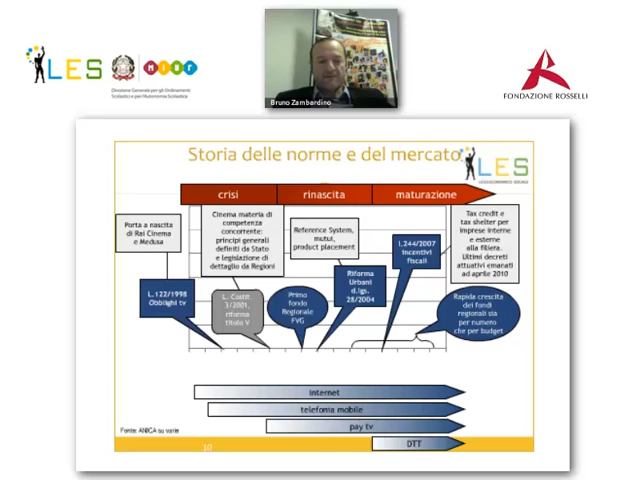 LES
miur
Direzione Generale per gli Ordinamenti
Scolastici e per l'Autonomia Scolastica
Bruno Zambardino
FONDAZIONE ROSSELLI
Storia delle norme e del mercato
LES
crisi
rinascita
maturazione
Porta a nascita
di Rai Cinema
e Medusa
Cinema materia di
competenza
concorrente:
principi generali
definiti da Stato
e legislazione di
dettaglio da Regioni
Reference System,
mutui,
product placement
Tax credit e
tax shelter per
imprese interne
e esterne
alla filiera.
Ultimi decreti
attuativi emanati
ad aprile 2010
L.122/1998
Obblighi tv
L. Costit.
3/2001,
riforma
titolo V
Primo
fondo
Regionale
FVG
Riforma
Urbani
d.lgs.
28/2004
L.244/2007
incentivi
fiscali
Rapida crescita
dei fondi
regionali sia
per numero
che per budget
internet
telefonia mobile
pay tv
DTT
Fonte: ANICA su varie
10